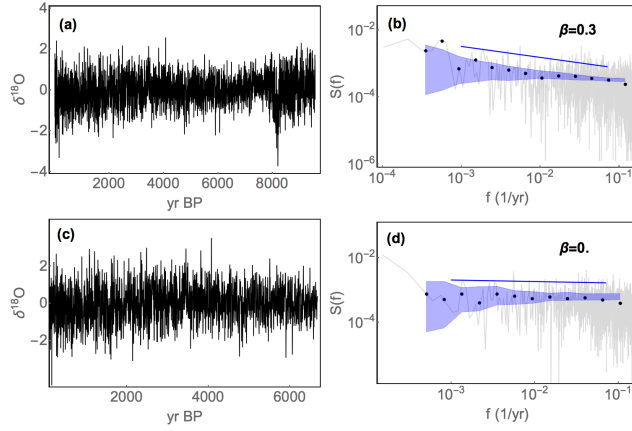 (a)
4
2
0
−2
−4
δ¹⁸O
2000 4000 6000 8000
yr BP
(b)
β=0.3
10⁻²
10⁻⁴
10⁻⁶
S(f)
10⁻⁴ 10⁻³ 10⁻² 10⁻¹
f (1/yr)
(c)
2
0
−2
δ¹⁸O
2000 4000 6000
yr BP
(d)
β=0.
10⁻²
10⁻⁴
S(f)
10⁻³ 10⁻² 10⁻¹
f (1/yr)